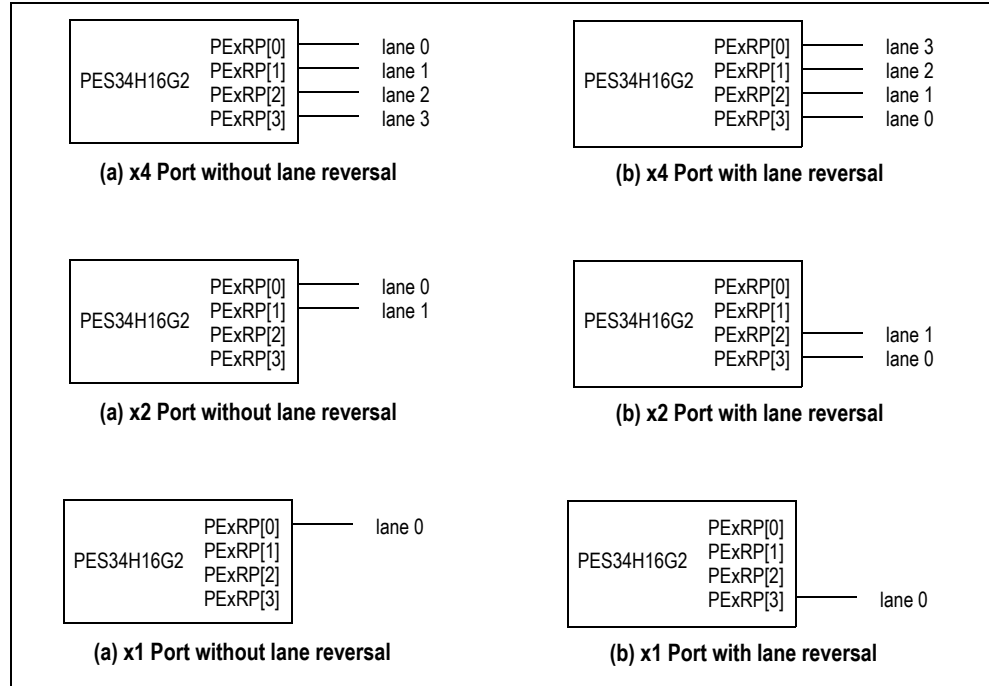 PES34H16G2
PExRP[0] lane 0
PExRP[1] lane 1
PExRP[2] lane 2
PExRP[3] lane 3
(a) x4 Port without lane reversal
PES34H16G2
PExRP[0] lane 3
PExRP[1] lane 2
PExRP[2] lane 1
PExRP[3] lane 0
(b) x4 Port with lane reversal
PES34H16G2
PExRP[0] lane 0
PExRP[1] lane 1
PExRP[2]
PExRP[3]
(a) x2 Port without lane reversal
PES34H16G2
PExRP[0]
PExRP[1]
PExRP[2] lane 1
PExRP[3] lane 0
(b) x2 Port with lane reversal
PES34H16G2
PExRP[0] lane 0
PExRP[1]
PExRP[2]
PExRP[3]
(a) x1 Port without lane reversal
PES34H16G2
PExRP[0]
PExRP[1]
PExRP[2]
PExRP[3] lane 0
(b) x1 Port with lane reversal